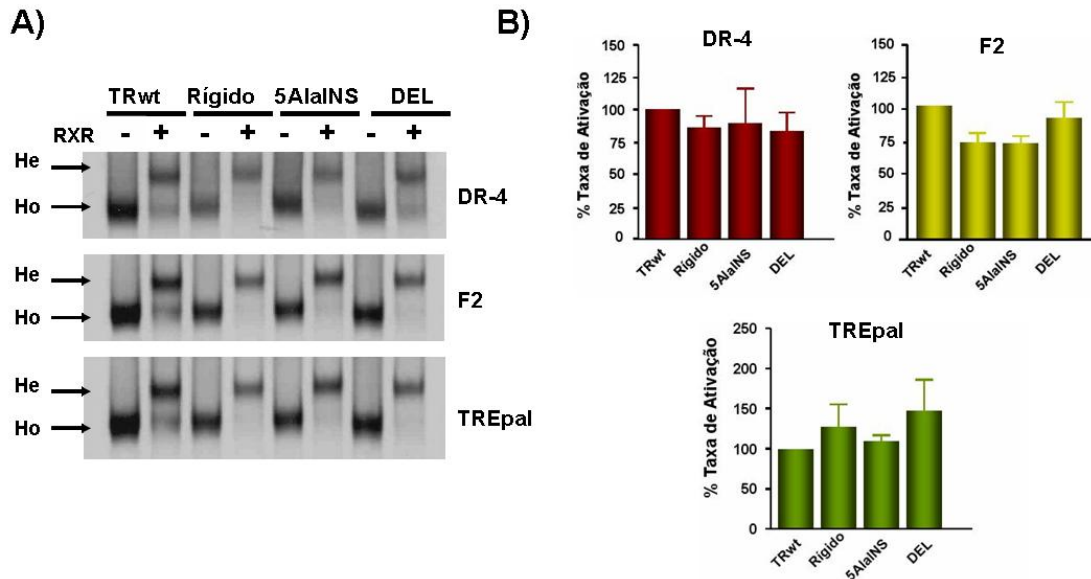 A)
TRwt Rígido 5AlaINS DEL
RXR - + - + - + - +
He
Ho
DR-4
He
Ho
F2
He
Ho
TREpal
B)
DR-4
% Taxa de Ativação
150
125
100
75
50
25
0
TRwt Rígido 5AlaINS DEL
F2
% Taxa de Ativação
150
125
100
75
50
25
0
TRwt Rígido 5AlaINS DEL
TREpal
% Taxa de Ativação
250
200
150
100
50
0
TRwt Rígido 5AlaINS DEL